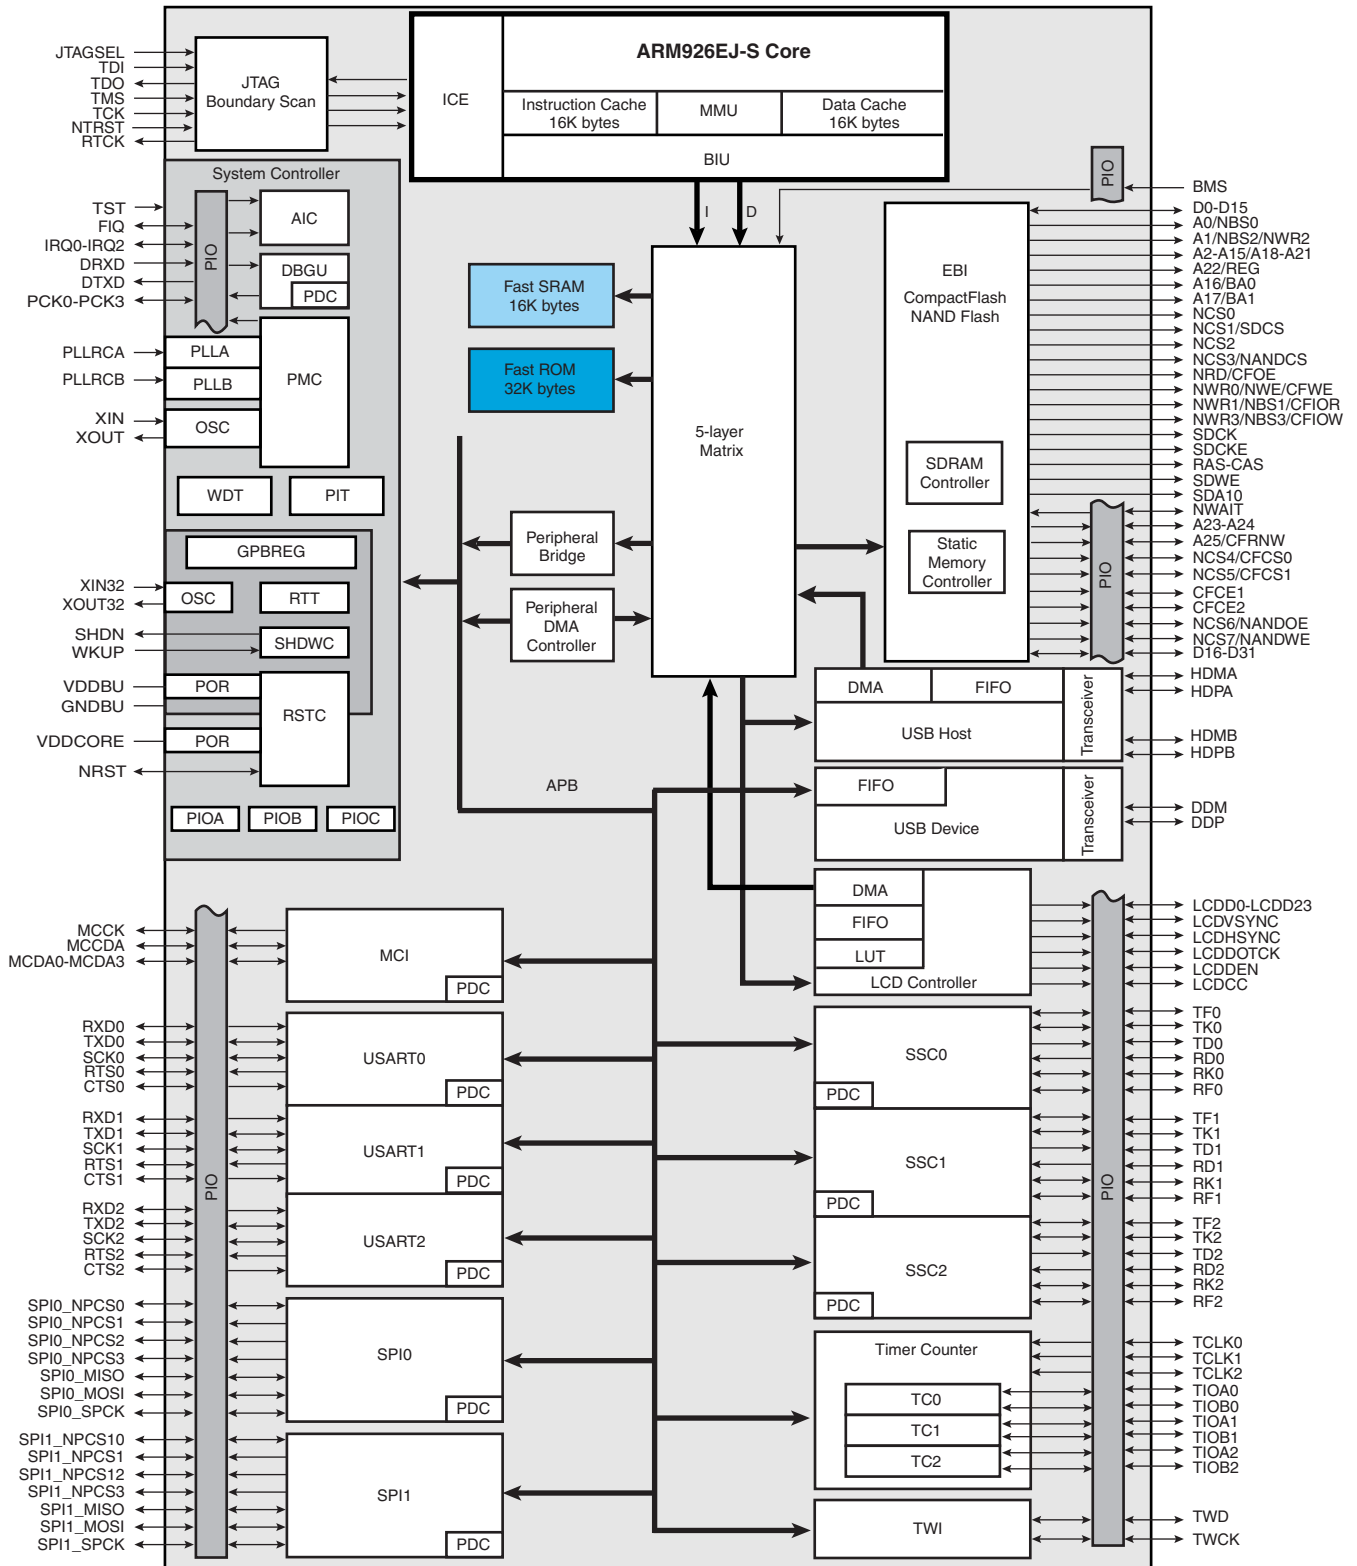 ARM926EJ-S Core
ICE
Instruction Cache
16K bytes
MMU
Data Cache
16K bytes
BIU
JTAGSEL
TDI
TDO
TMS
TCK
NTRST
RTCK
JTAG
Boundary Scan
System Controller
TST
FIQ
IRQ0-IRQ2
DRXD
DTXD
PCK0-PCK3
PIO
AIC
DBGU
PDC
PLLRCA
PLLRCB
XIN
XOUT
PLLA
PLLB
OSC
PMC
WDT
PIT
GPBREG
XIN32
XOUT32
OSC
RTT
SHDN
WKUP
SHDWC
VDDBU
GNDBU
POR
RSTC
VDDCORE
POR
NRST
PIOA
PIOB
PIOC
I
D
Fast SRAM
16K bytes
Fast ROM
32K bytes
5-layer
Matrix
Peripheral
Bridge
Peripheral
DMA
Controller
APB
PIO
BMS
EBI
CompactFlash
NAND Flash
SDRAM
Controller
Static
Memory
Controller
D0-D15
A0/NBS0
A1/NBS2/NWR2
A2-A15/A18-A21
A22/REG
A16/BA0
A17/BA1
NCS0
NCS1/SDCS
NCS2
NCS3/NANDCS
NRD/CFOE
NWR0/NWE/CFWE
NWR1/NBS1/CFIOR
NWR3/NBS3/CFIOW
SDCK
SDCKE
RAS-CAS
SDWE
SDA10
PIO
NWAIT
A23-A24
A25/CFRNW
NCS4/CFCS0
NCS5/CFCS1
CFCE1
CFCE2
NCS6/NANDOE
NCS7/NANDWE
D16-D31
DMA
FIFO
USB Host
Transceiver
HDMA
HDPA
HDMB
HDPB
FIFO
USB Device
Transceiver
DDM
DDP
DMA
FIFO
LUT
LCD Controller
LCDD0-LCDD23
LCDVSYNC
LCDHSYNC
LCDDOTCK
LCDDEN
LCDCC
MCCK
MCCDA
MCDA0-MCDA3
MCI
PDC
RXD0
TXD0
SCK0
RTS0
CTS0
USART0
PDC
RXD1
TXD1
SCK1
RTS1
CTS1
PIO
USART1
PDC
RXD2
TXD2
SCK2
RTS2
CTS2
USART2
PDC
SPI0_NPCS0
SPI0_NPCS1
SPI0_NPCS2
SPI0_NPCS3
SPI0_MISO
SPI0_MOSI
SPI0_SPCK
SPI0
PDC
SPI1_NPCS10
SPI1_NPCS1
SPI1_NPCS12
SPI1_NPCS3
SPI1_MISO
SPI1_MOSI
SPI1_SPCK
SPI1
PDC
SSC0
PDC
TF0
TK0
TD0
RD0
RK0
RF0
SSC1
PDC
PIO
TF1
TK1
TD1
RD1
RK1
RF1
SSC2
PDC
TF2
TK2
TD2
RD2
RK2
RF2
Timer Counter
TC0
TC1
TC2
TCLK0
TCLK1
TCLK2
TIOA0
TIOB0
TIOA1
TIOB1
TIOA2
TIOB2
TWI
TWD
TWCK